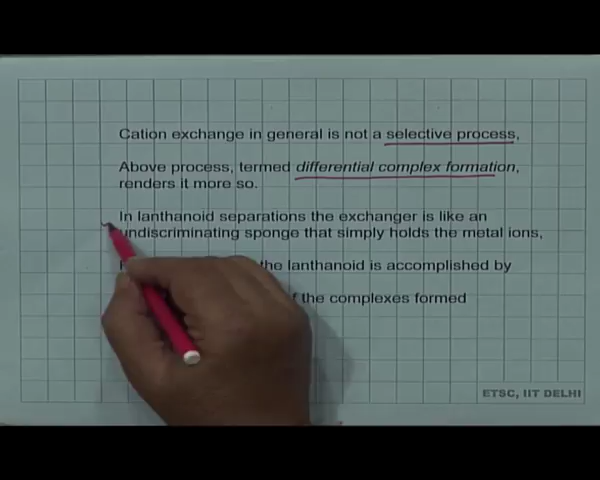 Cation exchange in general is not a selective process,
Above process, termed differential complex formation,
renders it more so.
In lanthanoid separations the exchanger is like an
undiscriminating sponge that simply holds the metal ions,
the lanthanoid is accomplished by
the complexes formed
ETSC, IIT DELHI